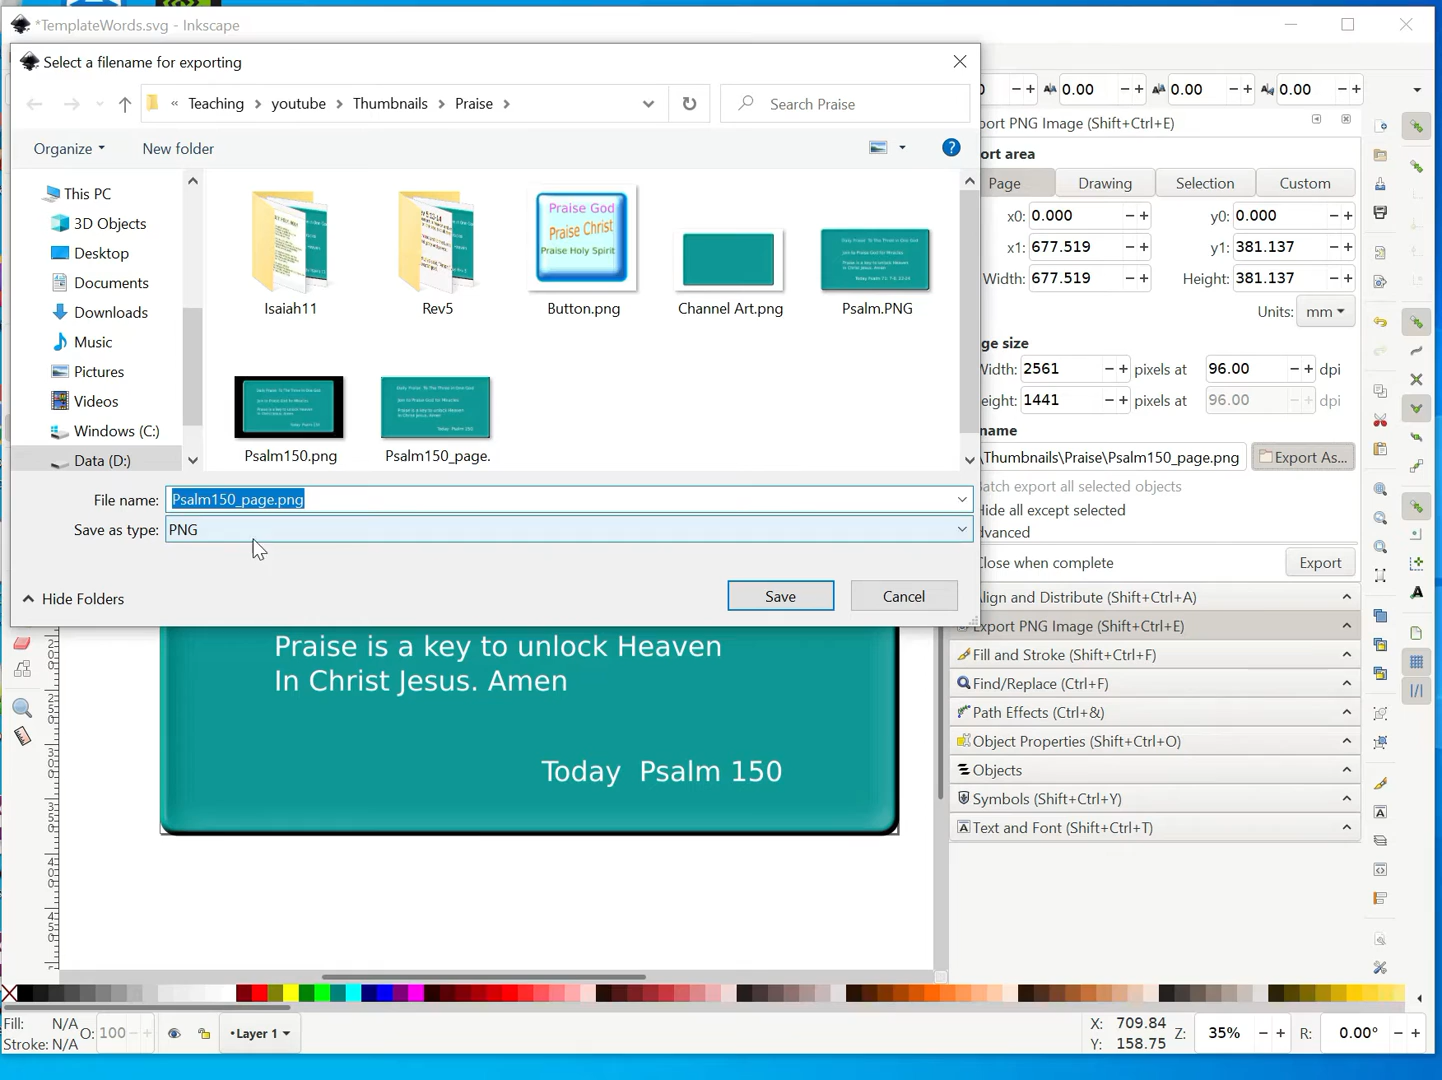 *TemplateWords.svg - Inkscape
Select a filename for exporting
« Teaching > youtube > Thumbnails > Praise >
Search Praise
0.00 0.00 0.00
Organize
New folder
port PNG Image (Shift+Ctrl+E)
ort area
Page Drawing Selection Custom
x0: 0.000 y0: 0.000
x1: 677.519 y1: 381.137
Width: 677.519 Height: 381.137
Units: mm
ge size
Width: 2561 pixels at 96.00 dpi
eight: 1441 pixels at 96.00 dpi
name
\Thumbnails\Praise\Psalm150_page.png Export As...
atch export all selected objects
Hide all except selected
dvanced
Close when complete Export
This PC
3D Objects
Desktop
Documents
Downloads
Music
Pictures
Videos
Windows (C:)
Data (D:)
Praise God
Praise Christ
Praise Holy Spirit
Isaiah11 Rev5 Button.png Channel Art.png Psalm.PNG
Psalm150.png Psalm150_page.
File name: Psalm150_page.png
Save as type: PNG
Hide Folders
Save Cancel
Align and Distribute (Shift+Ctrl+A)
Export PNG Image (Shift+Ctrl+E)
Fill and Stroke (Shift+Ctrl+F)
Find/Replace (Ctrl+F)
Path Effects (Ctrl+&)
Object Properties (Shift+Ctrl+O)
Objects
Symbols (Shift+Ctrl+Y)
Text and Font (Shift+Ctrl+T)
Praise is a key to unlock Heaven
In Christ Jesus. Amen
Today Psalm 150
Fill: N/A
Stroke: N/A
O: 100
•Layer 1
X: 709.84
Y: 158.75
Z: 35%
R: 0.00°